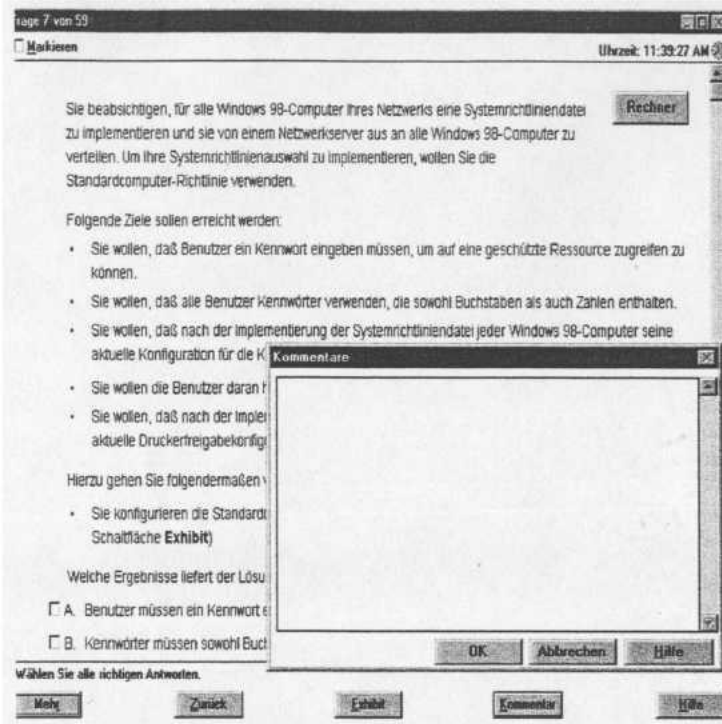 rage 7 von 59
Markieren
Uhrzeit: 11:39:27 AM
Sie beabsichtigen, für alle Windows 98-Computer Ihres Netzwerks eine Systemrichtliniendatei
Rechner
zu implementieren und sie von einem Netzwerkserver aus an alle Windows 98-Computer zu
verteilen. Um Ihre Systemrichtlinienauswahl zu implementieren, wollen Sie die
Standardcomputer-Richtlinie verwenden.
Folgende Ziele sollen erreicht werden:
• Sie wollen, daß Benutzer ein Kennwort eingeben müssen, um auf eine geschützte Ressource zugreifen zu
können.
• Sie wollen, daß alle Benutzer Kennwörter verwenden, die sowohl Buchstaben als auch Zahlen enthalten.
• Sie wollen, daß nach der Implementierung der Systemrichtliniendatei jeder Windows 98-Computer seine
aktuelle Konfiguration für die K
• Sie wollen die Benutzer daran h
• Sie wollen, daß nach der Implem
aktuelle Druckerfreigabekonfigu
Hierzu gehen Sie folgendermaßen v
• Sie konfigurieren die Standardc
Schaltfläche Exhibit)
Welche Ergebnisse liefert der Lösu
A. Benutzer müssen ein Kennwort e
B. Kennwörter müssen sowohl Buch
Kommentare
OK
Abbrechen
Hilfe
Wählen Sie alle richtigen Antworten.
Mehr
Zurück
Exhibit
Kommentar
Hilfe